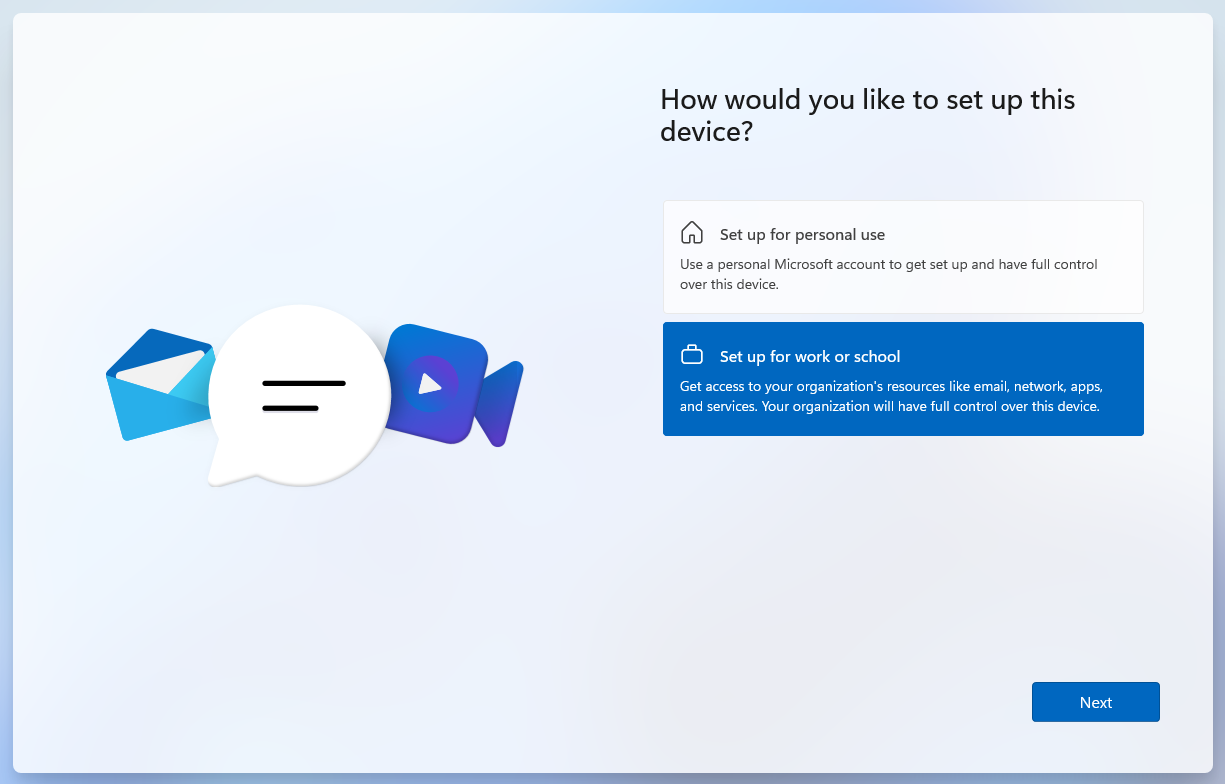 How would you like to set up this
device?
Set up for personal use
Use a personal Microsoft account to get set up and have full control
over this device.
Set up for work or school
Get access to your organization's resources like email, network, apps,
and services. Your organization will have full control over this device.
Next